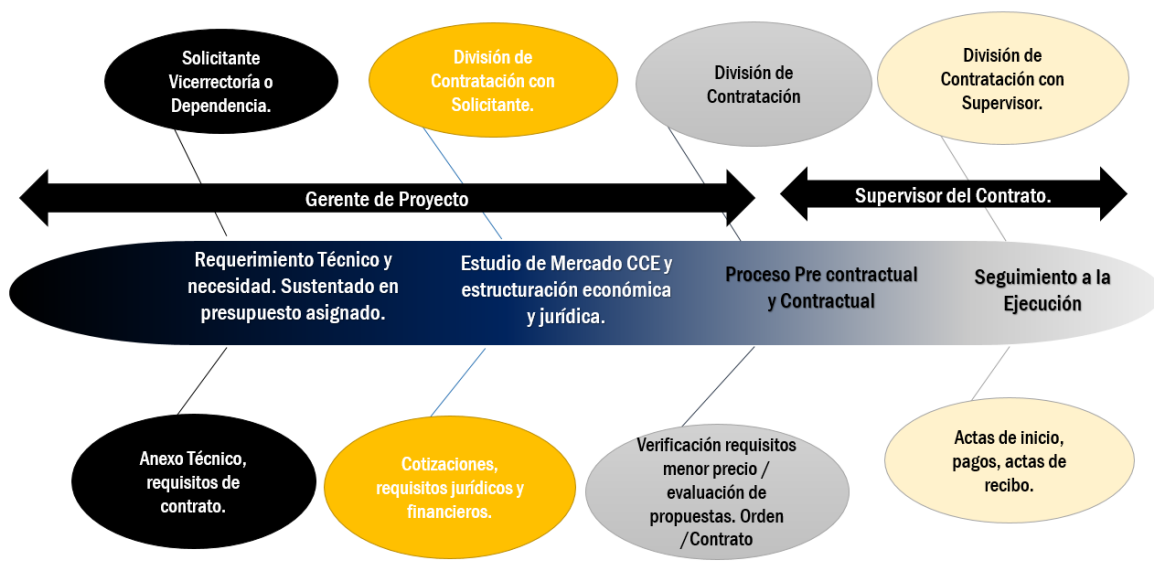 Solicitante
Vicerrectoría o
Dependencia.
División de
Contratación con
Solicitante.
División de
Contratación
División de
Contratación con
Supervisor.
Gerente de Proyecto
Supervisor del Contrato.
Requerimiento Técnico y
necesidad. Sustentado en
presupuesto asignado.
Estudio de Mercado CCE y
estructuración económica
y jurídica.
Proceso Pre contractual
y Contractual
Seguimiento a la
Ejecución
Anexo Técnico,
requisitos de
contrato.
Cotizaciones,
requisitos jurídicos y
financieros.
Verificación requisitos
menor precio /
evaluación de
propuestas. Orden
/Contrato
Actas de inicio,
pagos, actas de
recibo.